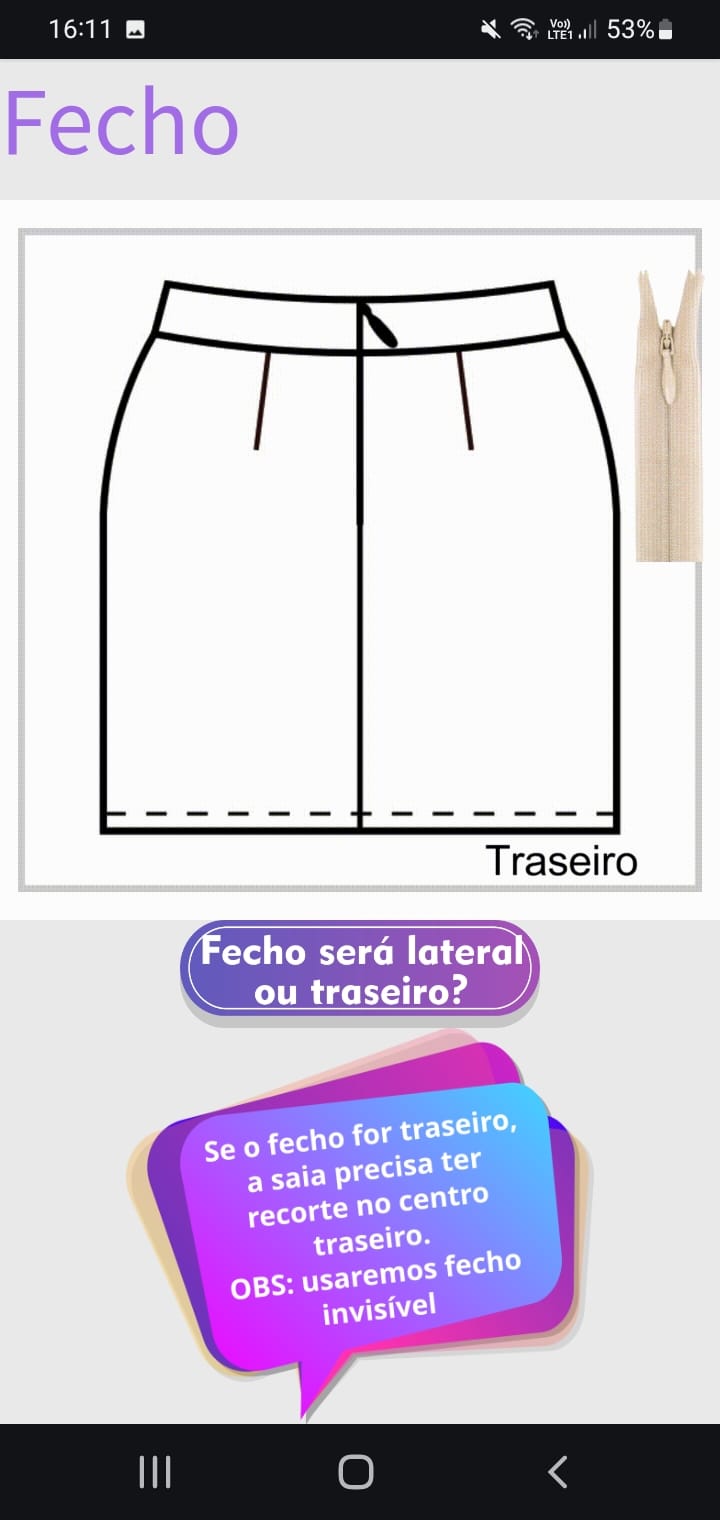 16:11
Vo))
LTE1
53%
Fecho
Traseiro
Fecho será lateral
ou traseiro?
Se o fecho for traseiro,
a saia precisa ter
recorte no centro
traseiro.
OBS: usaremos fecho
invisível